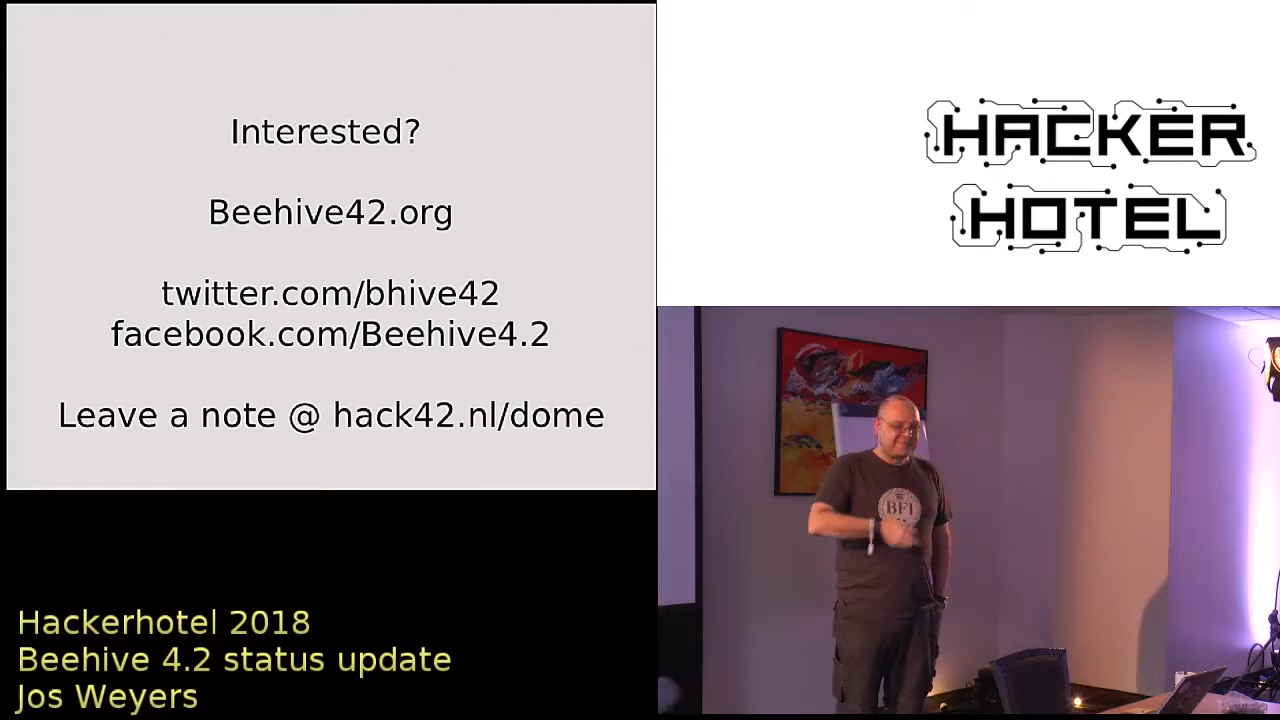 Interested?
Beehive42.org
twitter.com/bhive42
facebook.com/Beehive4.2
Leave a note @ hack42.nl/dome
HACKER
HOTEL
BFI
Hackerhotel 2018
Beehive 4.2 status update
Jos Weyers